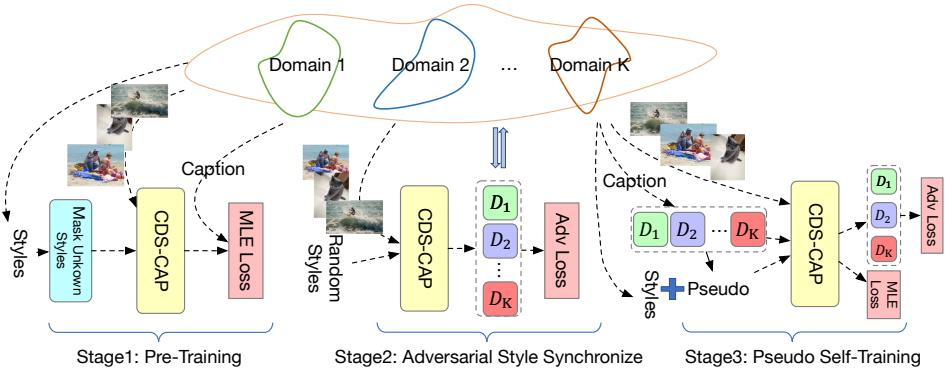 Domain 1
Domain 2
...
Domain K
Caption
Styles
Mask Unkown
Styles
CDS-CAP
MLE Loss
Stage1: Pre-Training
Random
Styles
CDS-CAP
D1
D2
...
DK
Adv Loss
Stage2: Adversarial Style Synchronize
Caption
D1
D2
...
DK
Styles
+
Pseudo
CDS-CAP
D1
D2
DK
Adv Loss
MLE
Loss
Stage3: Pseudo Self-Training